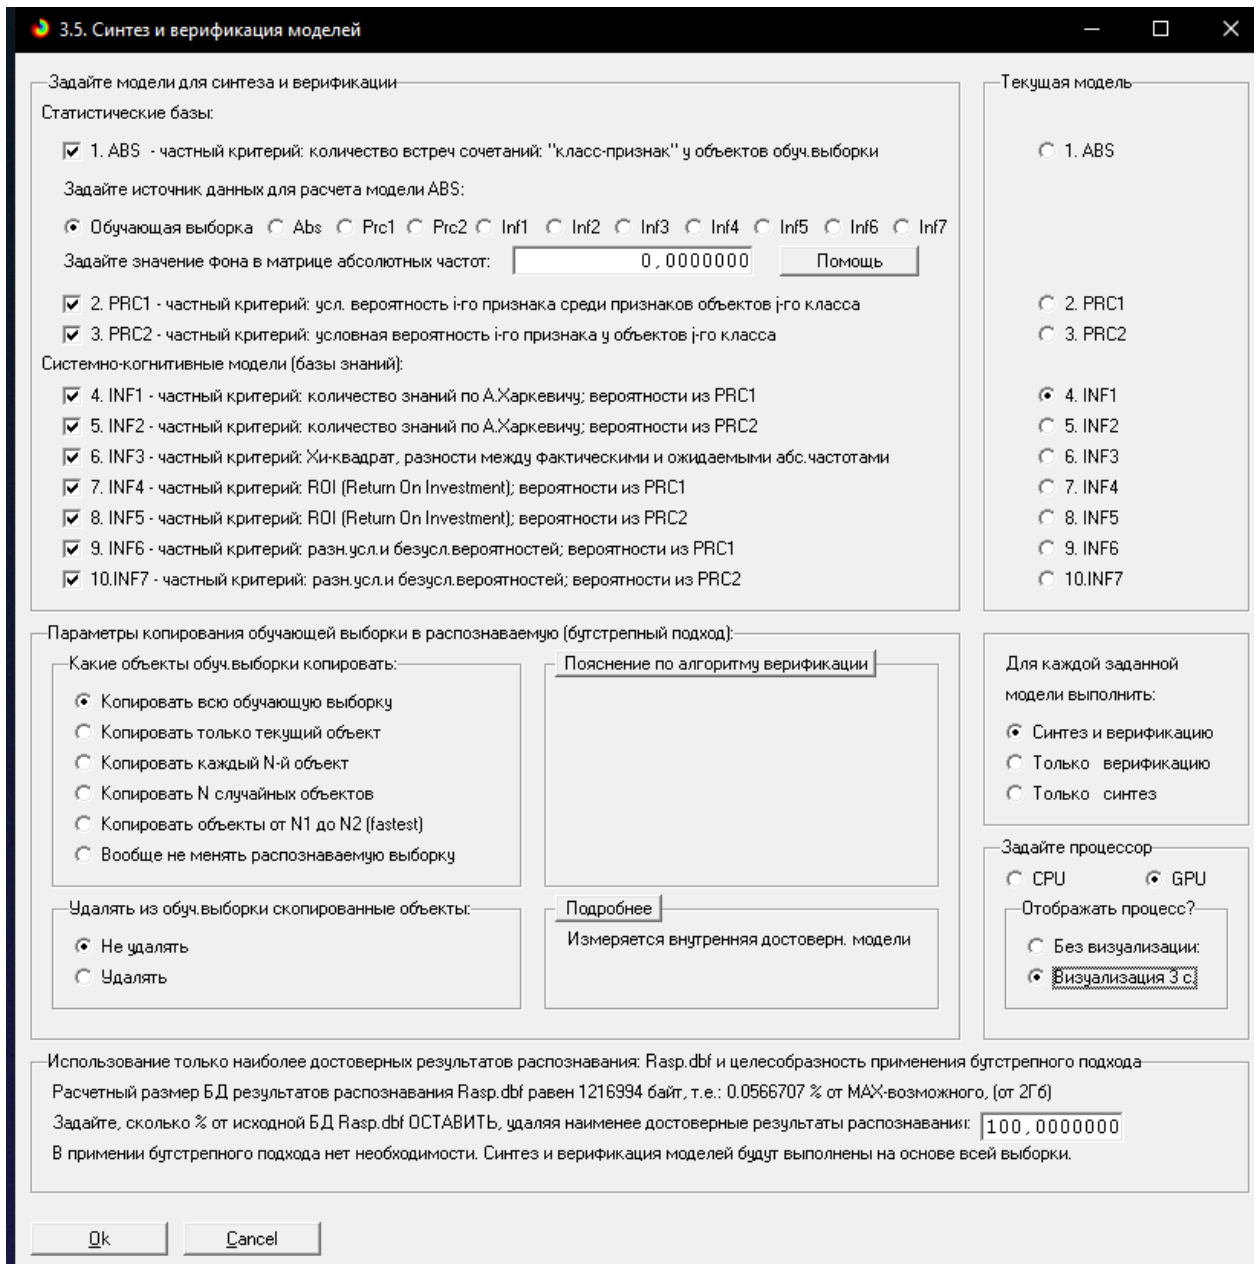 3.5. Синтез и верификация моделей
Задайте модели для синтеза и верификации
Статистические базы:
1. ABS - частный критерий: количество встреч сочетаний: "класс-признак" у объектов обуч.выборки
Задайте источник данных для расчета модели ABS:
Обучающая выборка Abs Prc1 Prc2 Inf1 Inf2 Inf3 Inf4 Inf5 Inf6 Inf7
Задайте значение фона в матрице абсолютных частот: 0,0000000 Помощь
2. PRC1 - частный критерий: усл. вероятность i-го признака среди признаков объектов j-го класса
3. PRC2 - частный критерий: условная вероятность i-го признака у объектов j-го класса
Системно-когнитивные модели (базы знаний):
4. INF1 - частный критерий: количество знаний по А.Харкевичу; вероятности из PRC1
5. INF2 - частный критерий: количество знаний по А.Харкевичу; вероятности из PRC2
6. INF3 - частный критерий: Хи-квадрат, разности между фактическими и ожидаемыми абс.частотами
7. INF4 - частный критерий: ROI (Return On Investment); вероятности из PRC1
8. INF5 - частный критерий: ROI (Return On Investment); вероятности из PRC2
9. INF6 - частный критерий: разн.усл.и безусл.вероятностей; вероятности из PRC1
10.INF7 - частный критерий: разн.усл.и безусл.вероятностей; вероятности из PRC2
Текущая модель
1. ABS
2. PRC1
3. PRC2
4. INF1
5. INF2
6. INF3
7. INF4
8. INF5
9. INF6
10.INF7
Параметры копирования обучающей выборки в распознаваемую (бутстрепный подход):
Какие объекты обуч.выборки копировать:
Копировать всю обучающую выборку
Копировать только текущий объект
Копировать каждый N-й объект
Копировать N случайных объектов
Копировать объекты от N1 до N2 (fastest)
Вообще не менять распознаваемую выборку
Пояснение по алгоритму верификации
Удалять из обуч.выборки скопированные объекты:
Не удалять
Удалять
Подробнее
Измеряется внутренняя достоверн. модели
Для каждой заданной
модели выполнить:
Синтез и верификацию
Только верификацию
Только синтез
Задайте процессор
CPU GPU
Отображать процесс?
Без визуализации:
Визуализация 3 с.
Использование только наиболее достоверных результатов распознавания: Rasp.dbf и целесобразность применения бутстрепного подхода
Расчетный размер БД результатов распознавания Rasp.dbf равен 1216994 байт, т.е.: 0.0566707 % от MAX-возможного, (от 2Гб)
Задайте, сколько % от исходной БД Rasp.dbf ОСТАВИТЬ, удаляя наименее достоверные результаты распознавания: 100,0000000
В примении бутстрепного подхода нет необходимости. Синтез и верификация моделей будут выполнены на основе всей выборки.
Ok Cancel